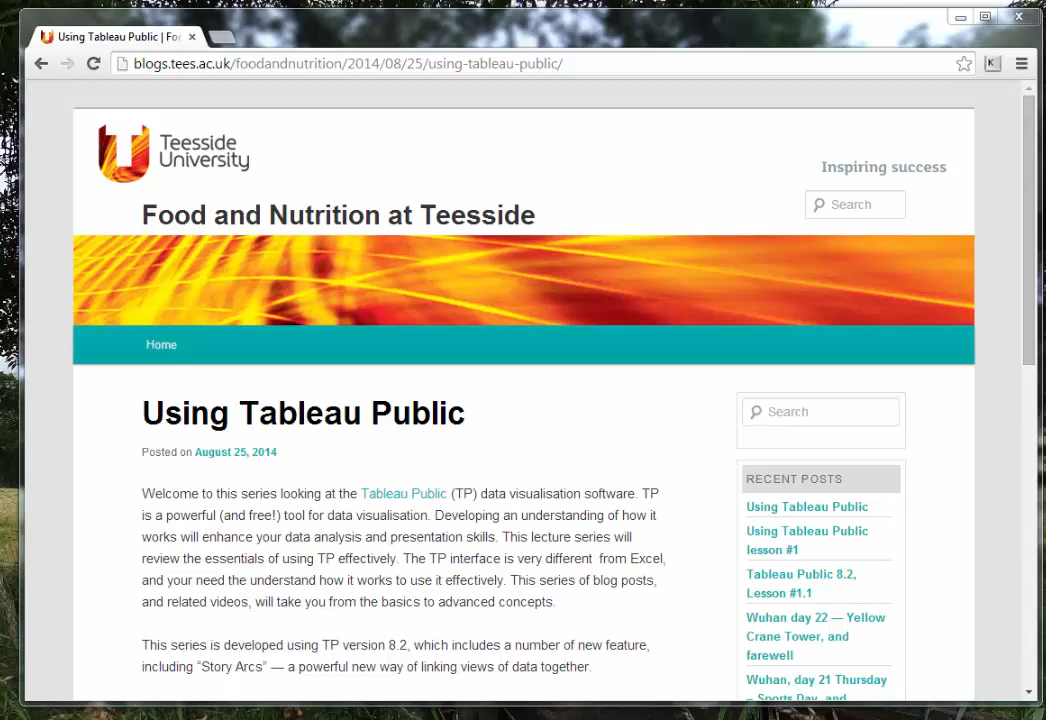 Using Tableau Public | Foo
blogs.tees.ac.uk/foodandnutrition/2014/08/25/using-tableau-public/
K
Teesside
University
Inspiring success
Search
Food and Nutrition at Teesside
Home
Using Tableau Public
Posted on August 25, 2014
Welcome to this series looking at the Tableau Public (TP) data visualisation software. TP
is a powerful (and free!) tool for data visualisation. Developing an understanding of how it
works will enhance your data analysis and presentation skills. This lecture series will
review the essentials of using TP effectively. The TP interface is very different from Excel,
and your need the understand how it works to use it effectively. This series of blog posts,
and related videos, will take you from the basics to advanced concepts.
This series is developed using TP version 8.2, which includes a number of new feature,
including “Story Arcs” — a powerful new way of linking views of data together.
Search
RECENT POSTS
Using Tableau Public
Using Tableau Public
lesson #1
Tableau Public 8.2,
Lesson #1.1
Wuhan day 22 — Yellow
Crane Tower, and
farewell
Wuhan, day 21 Thursday
– Sports Day, and